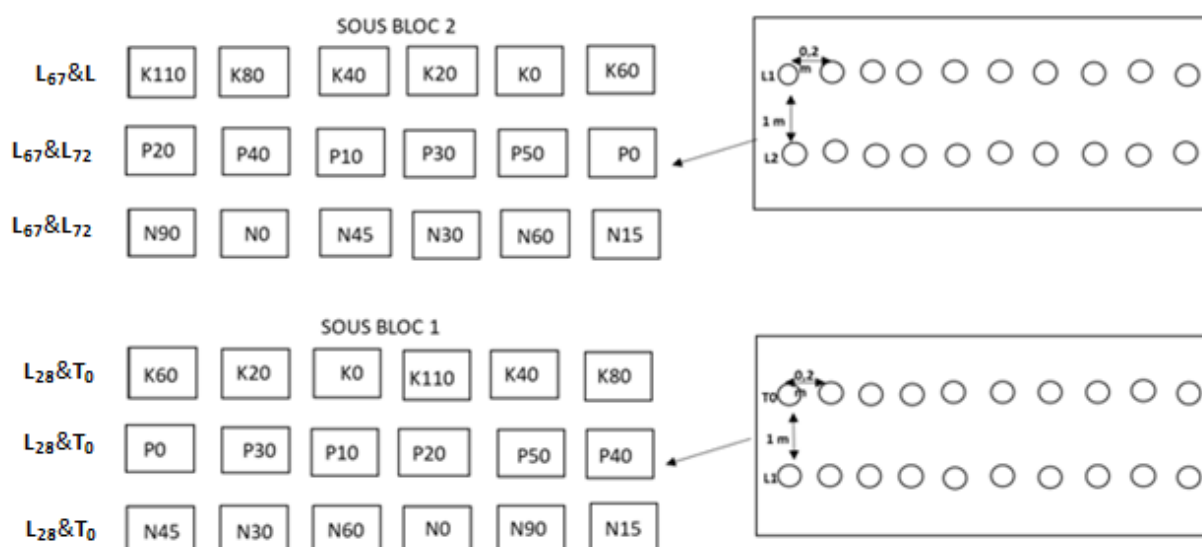 SOUS BLOC 2
L67&L K110 K80 K40 K20 K0 K60
L67&L72 P20 P40 P10 P30 P50 P0
L67&L72 N90 N0 N45 N30 N60 N15
0,2
L1 m
1 m
L2
SOUS BLOC 1
L28&T0 K60 K20 K0 K110 K40 K80
L28&T0 P0 P30 P10 P20 P50 P40
L28&T0 N45 N30 N60 N0 N90 N15
0,2
T0 m
1 m